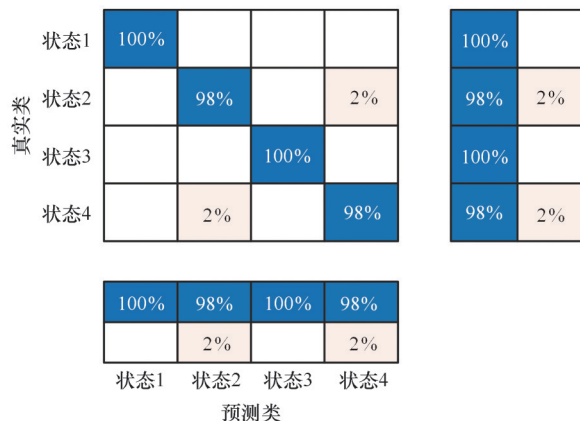 状态1 100% 100%
状态2 98% 2% 98% 2%
状态3 100% 100%
状态4 2% 98% 98% 2%
真实类
100% 98% 100% 98%
2% 2%
状态1 状态2 状态3 状态4
预测类